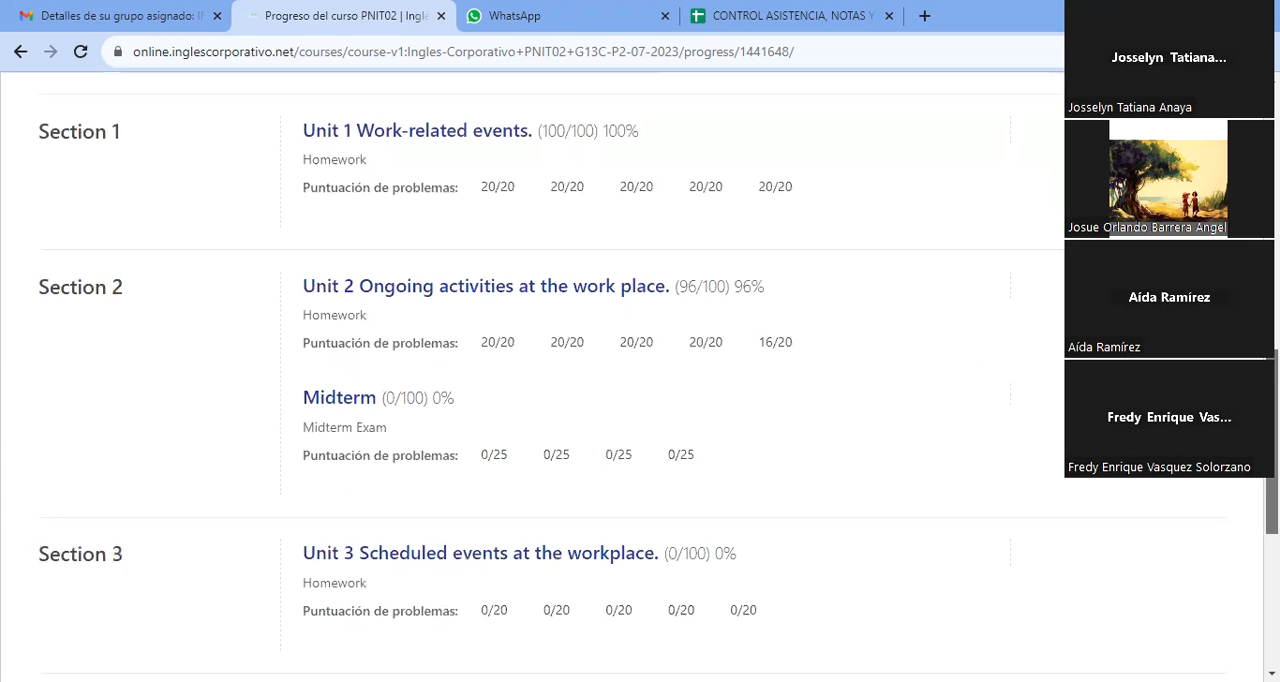 Detalles de su grupo asignado: I
Progreso del curso PNIT02 | Ingl
WhatsApp
CONTROL ASISTENCIA, NOTAS Y
online.inglescorporativo.net/courses/course-v1:Ingles-Corporativo+PNIT02+G13C-P2-07-2023/progress/1441648/
Section 1
Unit 1 Work-related events. (100/100) 100%
Homework
Puntuación de problemas: 20/20 20/20 20/20 20/20 20/20
Section 2
Unit 2 Ongoing activities at the work place. (96/100) 96%
Homework
Puntuación de problemas: 20/20 20/20 20/20 20/20 16/20
Midterm (0/100) 0%
Midterm Exam
Puntuación de problemas: 0/25 0/25 0/25 0/25
Section 3
Unit 3 Scheduled events at the workplace. (0/100) 0%
Homework
Puntuación de problemas: 0/20 0/20 0/20 0/20 0/20
Josselyn Tatiana...
Josselyn Tatiana Anaya
Josue Orlando Barrera Angel
Aída Ramírez
Aída Ramírez
Fredy Enrique Vas...
Fredy Enrique Vasquez Solorzano